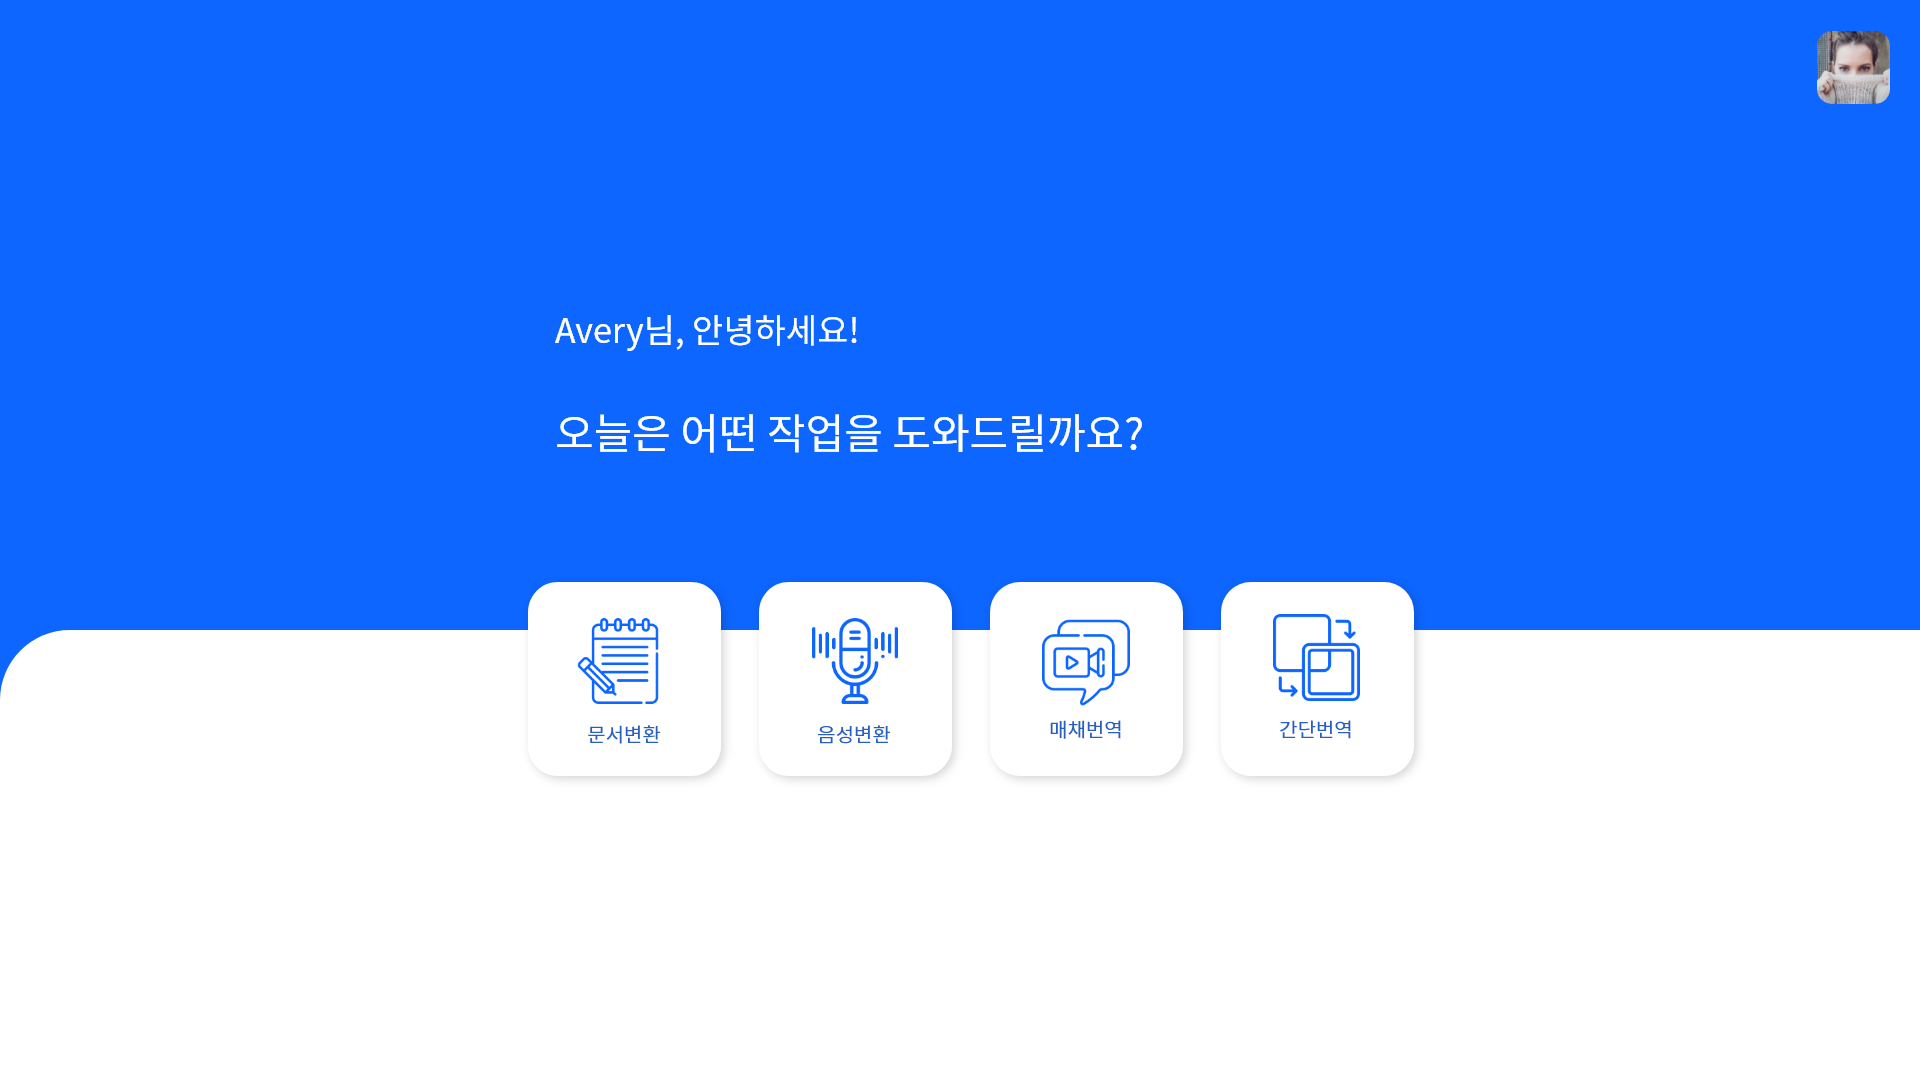 Avery님, 안녕하세요!
오늘은 어떤 작업을 도와드릴까요?
문서변환
음성변환
매채번역
간단번역